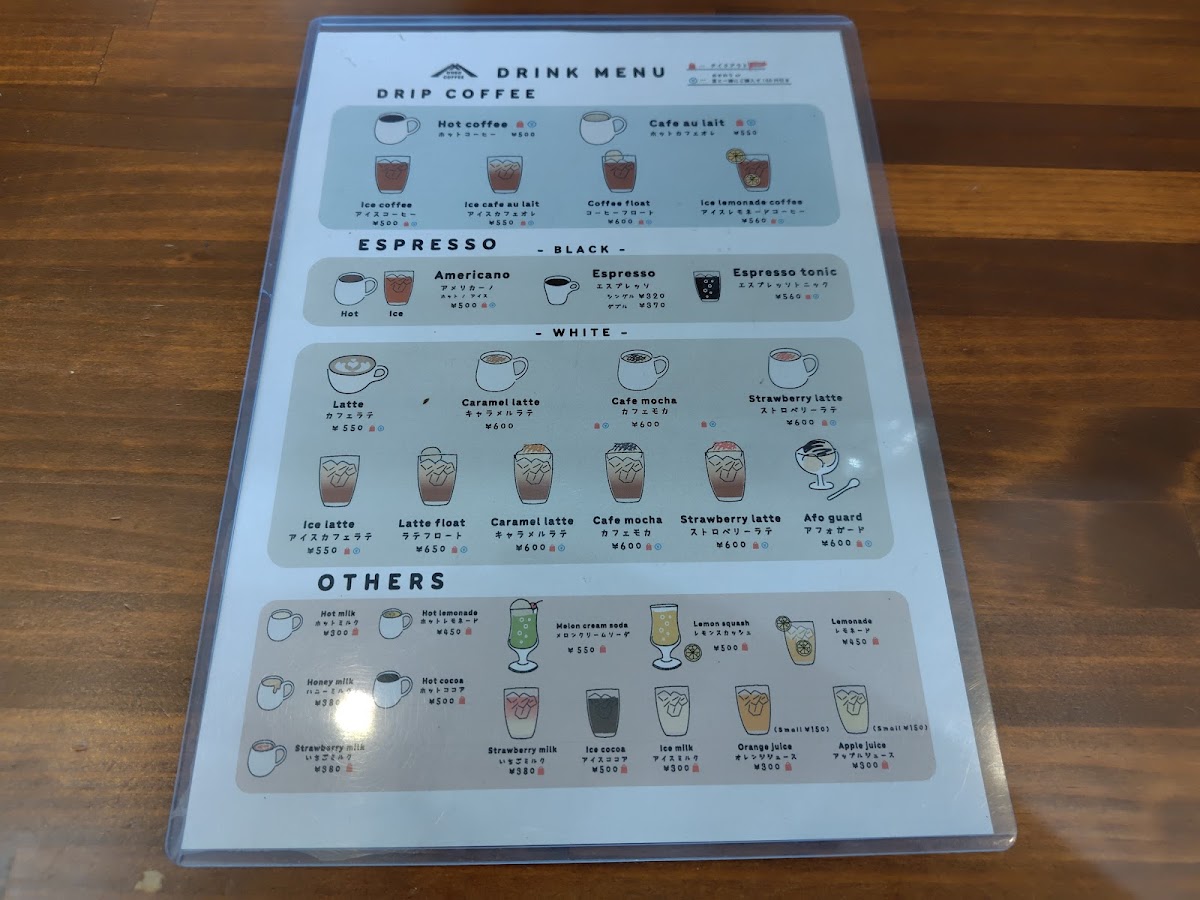 DRINK MENU
DRIP COFFEE
Hot coffee
ホットコーヒー ¥500
Cafe au lait
ホットカフェオレ ¥550
Ice coffee
アイスコーヒー
¥500
Ice cafe au lait
アイスカフェオレ
¥550
Coffee float
コーヒーフロート
¥600
Ice lemonade coffee
アイスレモネードコーヒー
¥560
ESPRESSO
- BLACK -
Hot
Ice
Americano
アメリカーノ
ホット / アイス
¥500
Espresso
エスプレッソ
シングル ¥320
ダブル ¥370
Espresso tonic
エスプレッソトニック
¥560
- WHITE -
Latte
カフェラテ
¥550
Caramel latte
キャラメルラテ
¥600
Cafe mocha
カフェモカ
¥600
Strawberry latte
ストロベリーラテ
¥600
Ice latte
アイスカフェラテ
¥550
Latte float
ラテフロート
¥650
Caramel latte
キャラメルラテ
¥600
Cafe mocha
カフェモカ
¥600
Strawberry latte
ストロベリーラテ
¥600
Afo guard
アフォガード
¥600
OTHERS
Hot milk
ホットミルク
¥300
Hot lemonade
ホットレモネード
¥450
Melon cream soda
メロンクリームソーダ
¥550
Lemon squash
レモンスカッシュ
¥500
Lemonade
レモネード
¥450
Honey milk
ハニーミルク
¥380
Hot cocoa
ホットココア
¥500
Strawberry milk
いちごミルク
¥380
Strawberry milk
いちごミルク
¥380
Ice cocoa
アイスココア
¥500
Ice milk
アイスミルク
¥300
(Small ¥150)
Orange juice
オレンジジュース
¥300
(Small ¥150)
Apple juice
アップルジュース
¥300